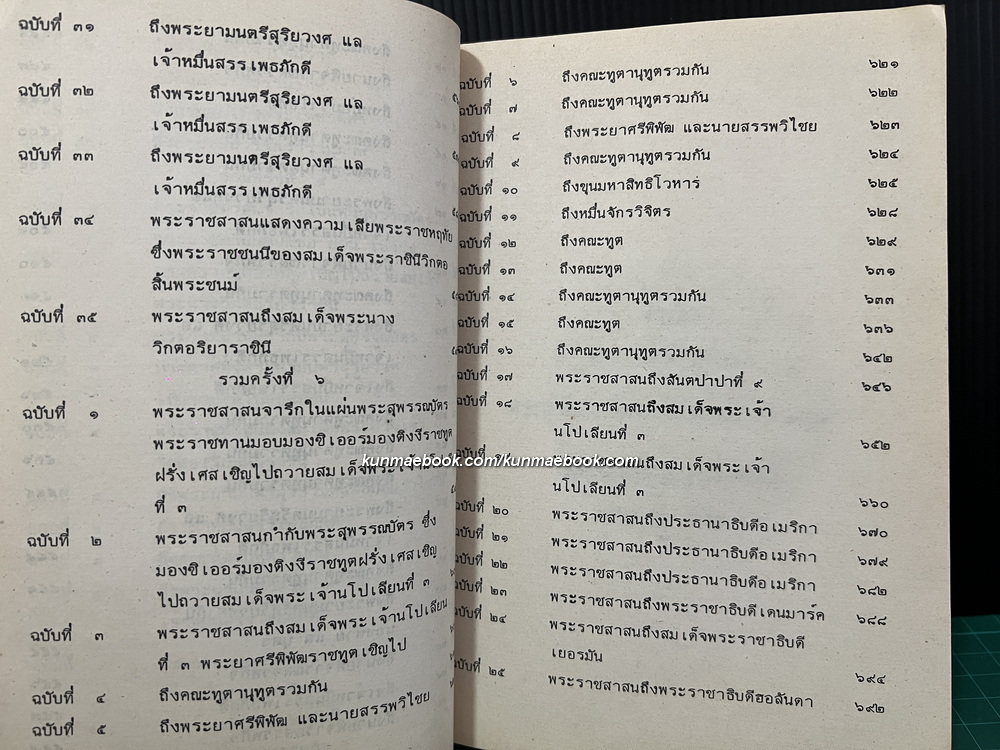 ฉบับที่ ๓๑ ถึงพระยามนตรีสุริยวงศ แล
เจ้าหมื่นสรรเพธภักดี
ฉบับที่ ๓๒ ถึงพระยามนตรีสุริยวงศ แล
เจ้าหมื่นสรรเพธภักดี
ฉบับที่ ๓๓ ถึงพระยามนตรีสุริยวงศ แล
เจ้าหมื่นสรรเพธภักดี
ฉบับที่ ๓๔ พระราชสาสนแสดงความเสียพระราชหฤทัย
ซึ่งพระราชชนนีของสมเด็จพระราชินีวิกตอ
สิ้นพระชนม์
ฉบับที่ ๓๕ พระราชสาสนถึงสมเด็จพระนาง
วิกตอริยาราชินี
รวมครั้งที่ ๖
ฉบับที่ ๑ พระราชสาสนจารึกในแผ่นพระสุพรรณบัตร
พระราชทานมอบมองซิเออร์มองติงงีราชทูต
ฝรั่งเศสเชิญไปถวายสมเด็จพระเจ้า
ที่ ๓
ฉบับที่ ๒ พระราชสาสนกำกับพระสุพรรณบัตร ซึ่ง
มองซิเออร์มองติงงีราชทูตฝรั่งเศสเชิญ
ไปถวายสมเด็จพระเจ้านโปเลียนที่ ๓
ฉบับที่ ๓ พระราชสาสนถึงสมเด็จพระเจ้านโปเลียน
ที่ ๓ พระยาศรีพิพัฒราชทูตเชิญไป
ฉบับที่ ๔ ถึงคณะทูตานุทูตรวมกัน
ฉบับที่ ๕ ถึงพระยาศรีพิพัฒ และนายสรรพวิไชย
ฉบับที่ ๖ ถึงคณะทูตานุทูตรวมกัน ๖๒๑
ฉบับที่ ๗ ถึงคณะทูตานุทูตรวมกัน ๖๒๒
ฉบับที่ ๘ ถึงพระยาศรีพิพัฒ และนายสรรพวิไชย ๖๒๓
ฉบับที่ ๙ ถึงคณะทูตานุทูตรวมกัน ๖๒๔
ฉบับที่ ๑๐ ถึงขุนมหาสิทธิโวหาร ๖๒๕
ฉบับที่ ๑๑ ถึงหมื่นจักรวิจิตร ๖๒๘
ฉบับที่ ๑๒ ถึงคณะทูต ๖๒๙
ฉบับที่ ๑๓ ถึงคณะทูต ๖๓๑
ฉบับที่ ๑๔ ถึงคณะทูตานุทูตรวมกัน ๖๓๓
ฉบับที่ ๑๕ ถึงคณะทูต ๖๓๖
ฉบับที่ ๑๖ ถึงคณะทูตานุทูตรวมกัน ๖๔๒
ฉบับที่ ๑๗ พระราชสาสนถึงสันตปาปาที่ ๙ ๖๔๖
ฉบับที่ ๑๘ พระราชสาสนถึงสมเด็จพระเจ้า
นโปเลียนที่ ๓ ๖๕๒
kunmaebook.com/kunmaebook.com
ถึงสมเด็จพระเจ้า
นโปเลียนที่ ๓ ๖๖๐
ฉบับที่ ๒๐ พระราชสาสนถึงประธานาธิบดีอเมริกา ๖๗๐
ฉบับที่ ๒๑ พระราชสาสนถึงประธานาธิบดีอเมริกา ๖๗๙
ฉบับที่ ๒๒ พระราชสาสนถึงประธานาธิบดีอเมริกา ๖๘๒
ฉบับที่ ๒๓ พระราชสาสนถึงพระราชาธิบดีเดนมาร์ค ๖๘๘
ฉบับที่ ๒๔ พระราชสาสนถึงสมเด็จพระราชาธิบดี
เยอรมัน ๖๙๔
ฉบับที่ ๒๕ พระราชสาสนถึงพระราชาธิบดีฮอลันดา ๖๙๒